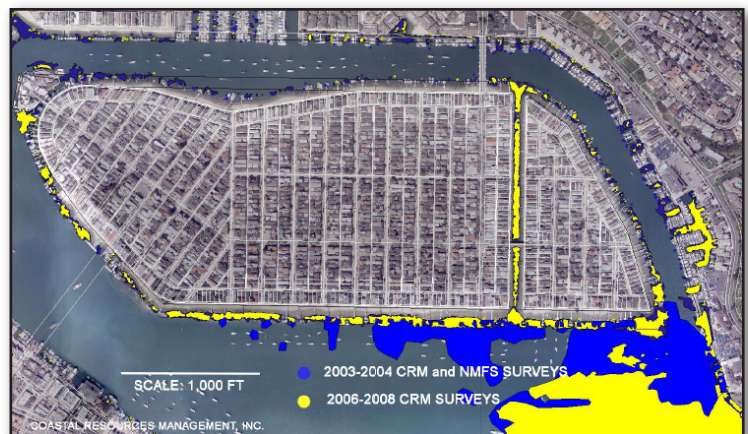 2003-2004 CRM and NMFS SURVEYS
SCALE: 1,000 FT
2006-2008 CRM SURVEYS
COASTAL RESOURCES MANAGEMENT, INC.